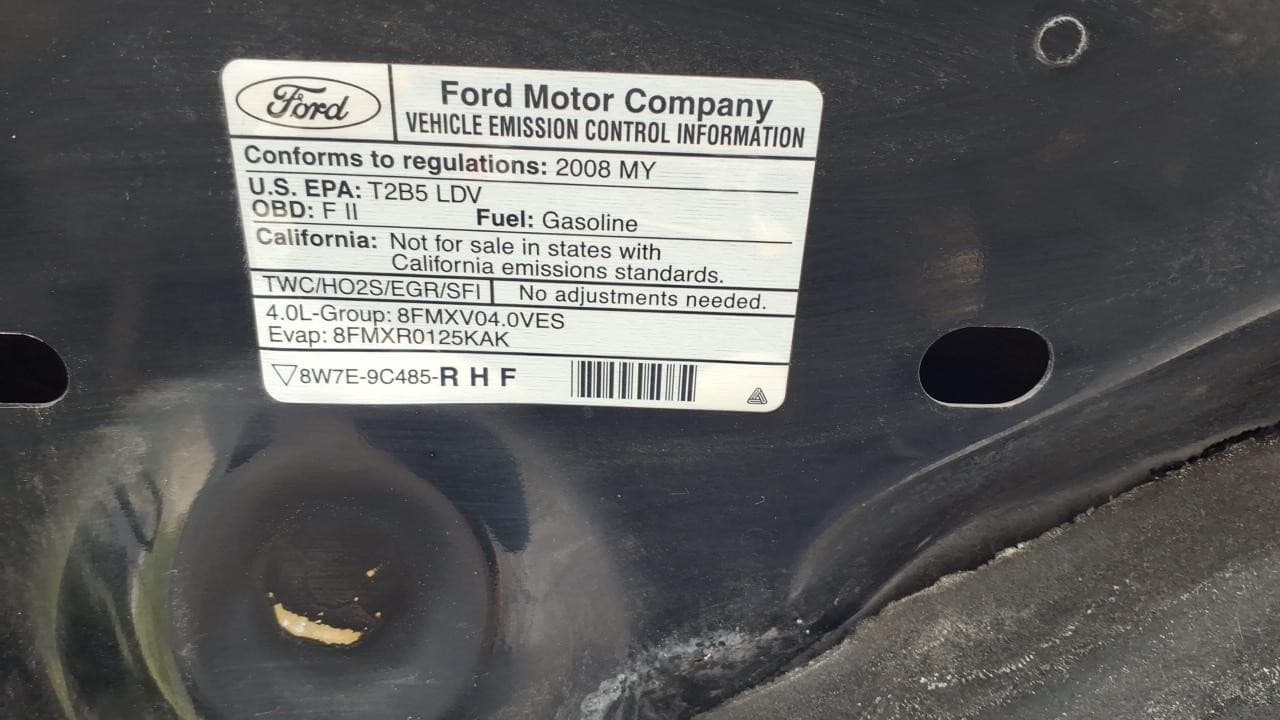 Ford
Ford Motor Company
VEHICLE EMISSION CONTROL INFORMATION
Conforms to regulations: 2008 MY
U.S. EPA: T2B5 LDV
OBD: F II Fuel: Gasoline
California: Not for sale in states with
California emissions standards.
TWC/HO2S/EGR/SFI No adjustments needed.
4.0L-Group: 8FMXV04.0VES
Evap: 8FMXR0125KAK
8W7E-9C485-R H F